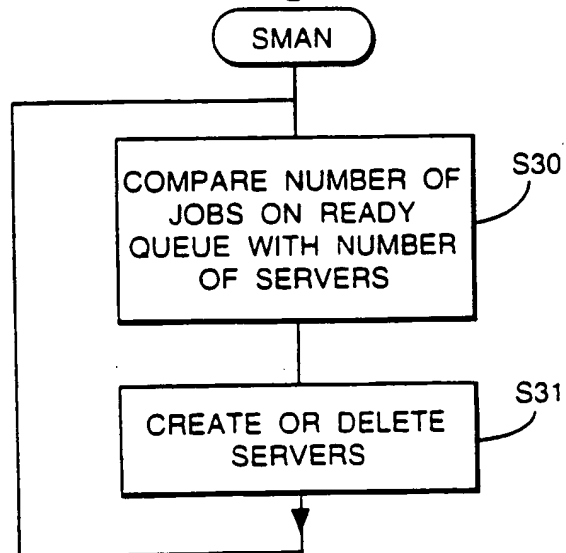 SMAN
COMPARE NUMBER OF
JOBS ON READY
QUEUE WITH NUMBER
OF SERVERS
S30
CREATE OR DELETE
SERVERS
S31